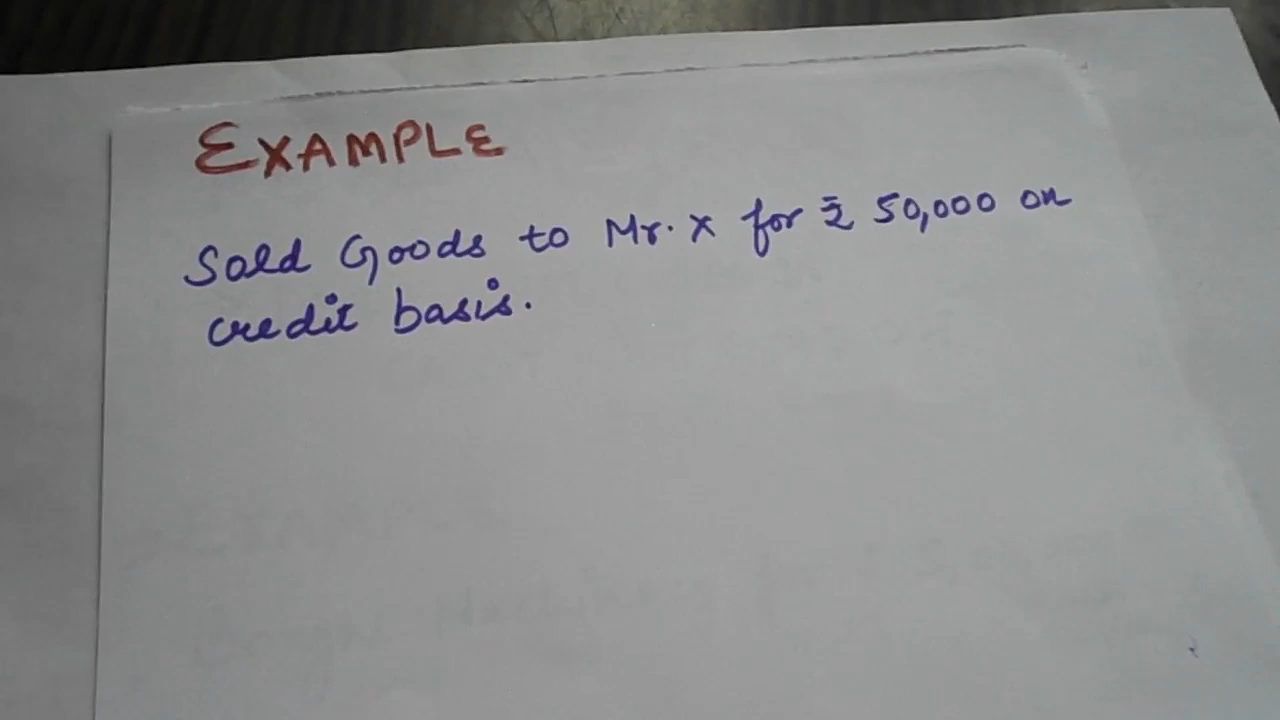 EXAMPLE
Sold Goods to Mr. X for ₹ 50,000 on
credit basis.